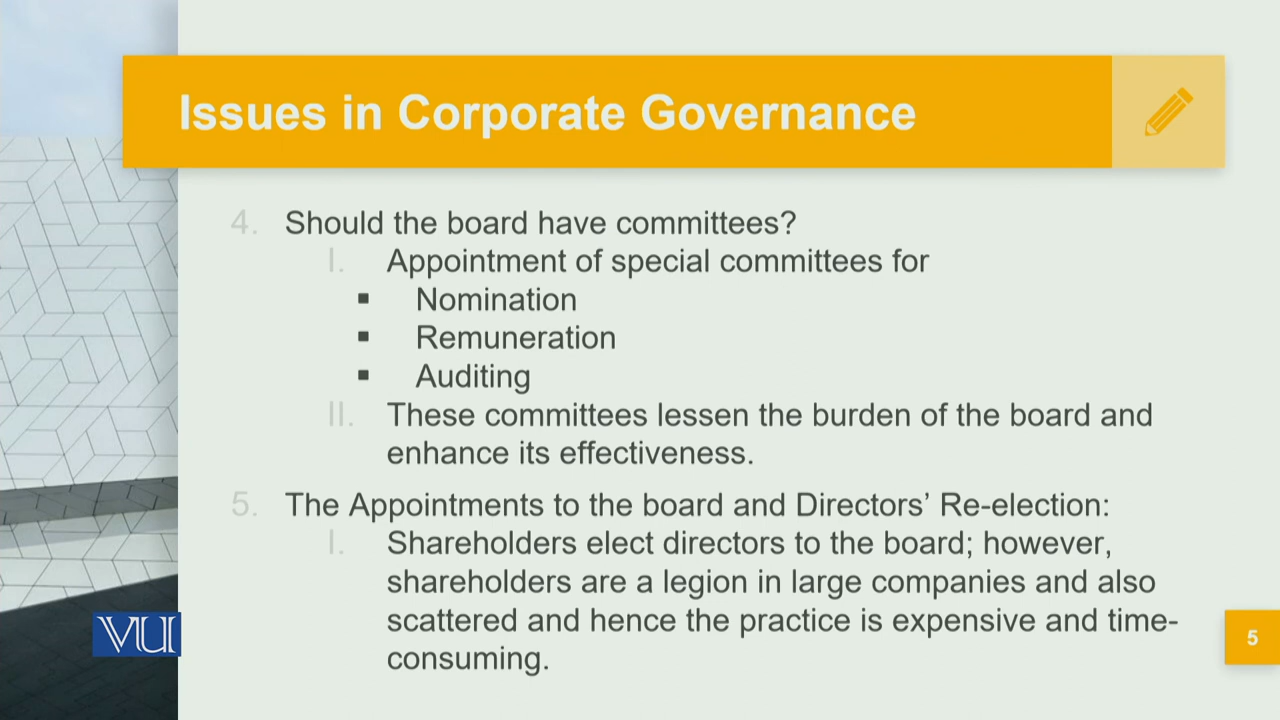 Issues in Corporate Governance
4. Should the board have committees?
I. Appointment of special committees for
▪ Nomination
▪ Remuneration
▪ Auditing
II. These committees lessen the burden of the board and
enhance its effectiveness.
5. The Appointments to the board and Directors’ Re-election:
I. Shareholders elect directors to the board; however,
shareholders are a legion in large companies and also
scattered and hence the practice is expensive and time-
consuming.
VU
5